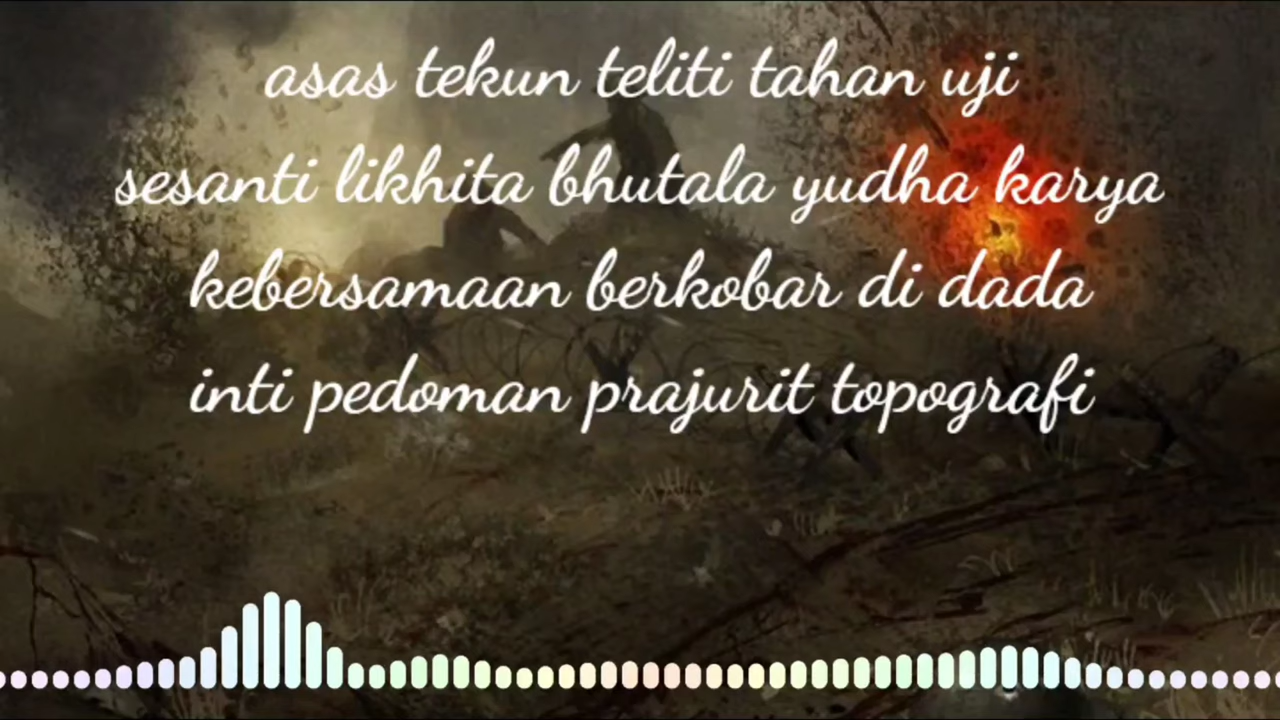 asas tekun teliti tahan uji
sesanti likhita bhutala yudha karya
kebersamaan berkobar di dada
inti pedoman prajurit topografi